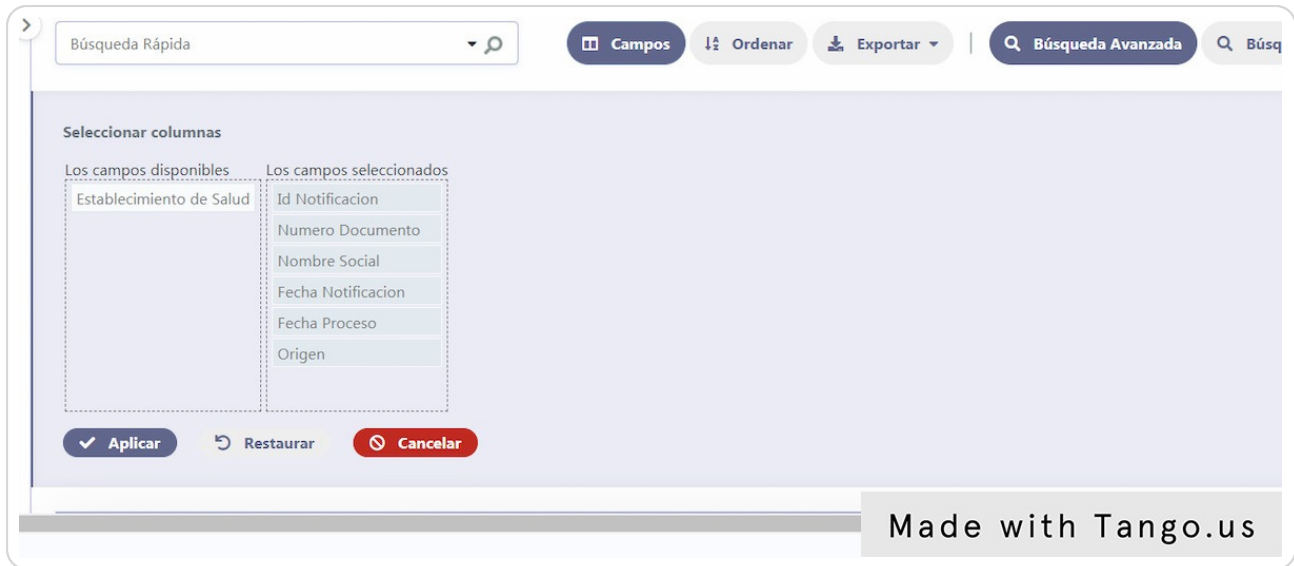 Búsqueda Rápida
Campos
Ordenar
Exportar
Búsqueda Avanzada
Búsq
Seleccionar columnas
Los campos disponibles
Los campos seleccionados
Establecimiento de Salud
Id Notificacion
Numero Documento
Nombre Social
Fecha Notificacion
Fecha Proceso
Origen
Aplicar
Restaurar
Cancelar
Made with Tango.us